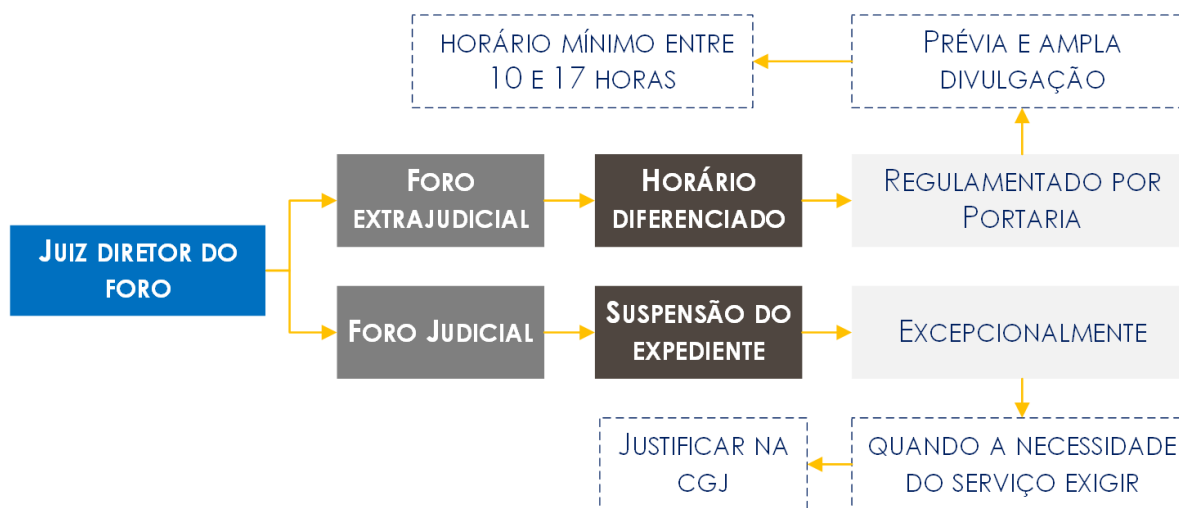 HORÁRIO MÍNIMO ENTRE
10 E 17 HORAS
PRÉVIA E AMPLA
DIVULGAÇÃO
FORO
EXTRAJUDICIAL
HORÁRIO
DIFERENCIADO
REGULAMENTADO POR
PORTARIA
JUIZ DIRETOR DO
FORO
FORO JUDICIAL
SUSPENSÃO DO
EXPEDIENTE
EXCEPCIONALMENTE
JUSTIFICAR NA
CGJ
QUANDO A NECESSIDADE
DO SERVIÇO EXIGIR